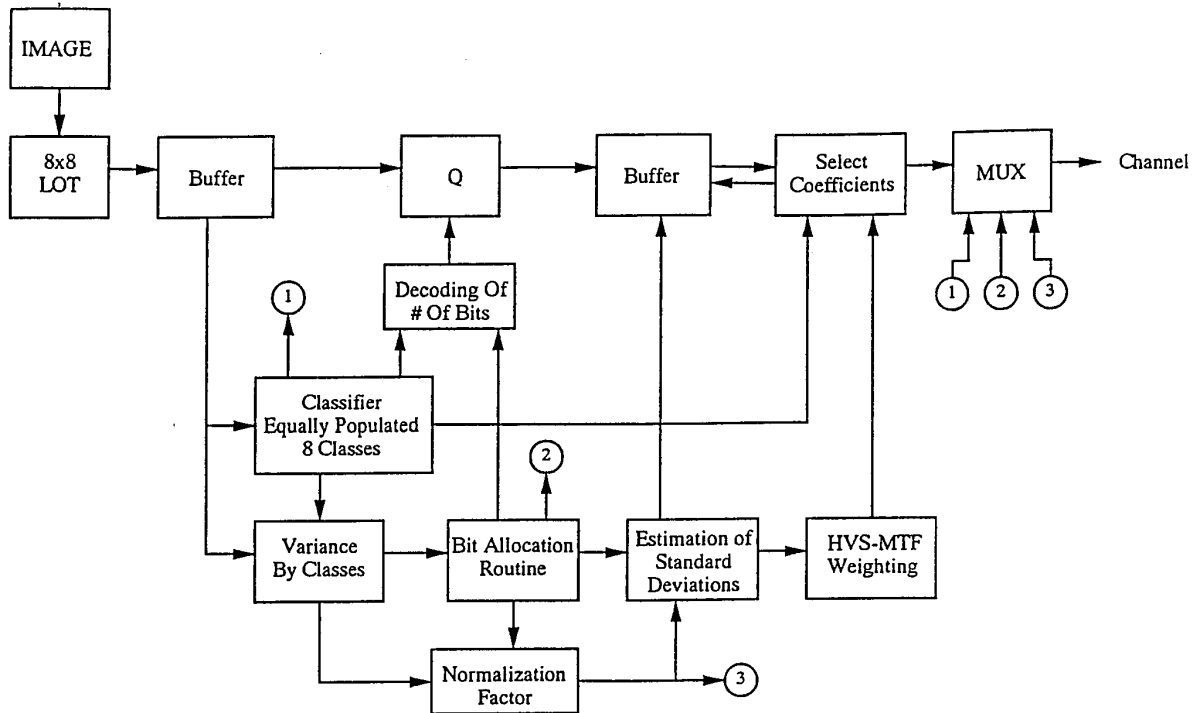 IMAGE
8x8
LOT
Buffer
Q
Buffer
Select
Coefficients
MUX
Channel
1
2
3
Decoding Of
# Of Bits
1
Classifier
Equally Populated
8 Classes
2
Variance
By Classes
Bit Allocation
Routine
Estimation of
Standard
Deviations
HVS-MTF
Weighting
Normalization
Factor
3